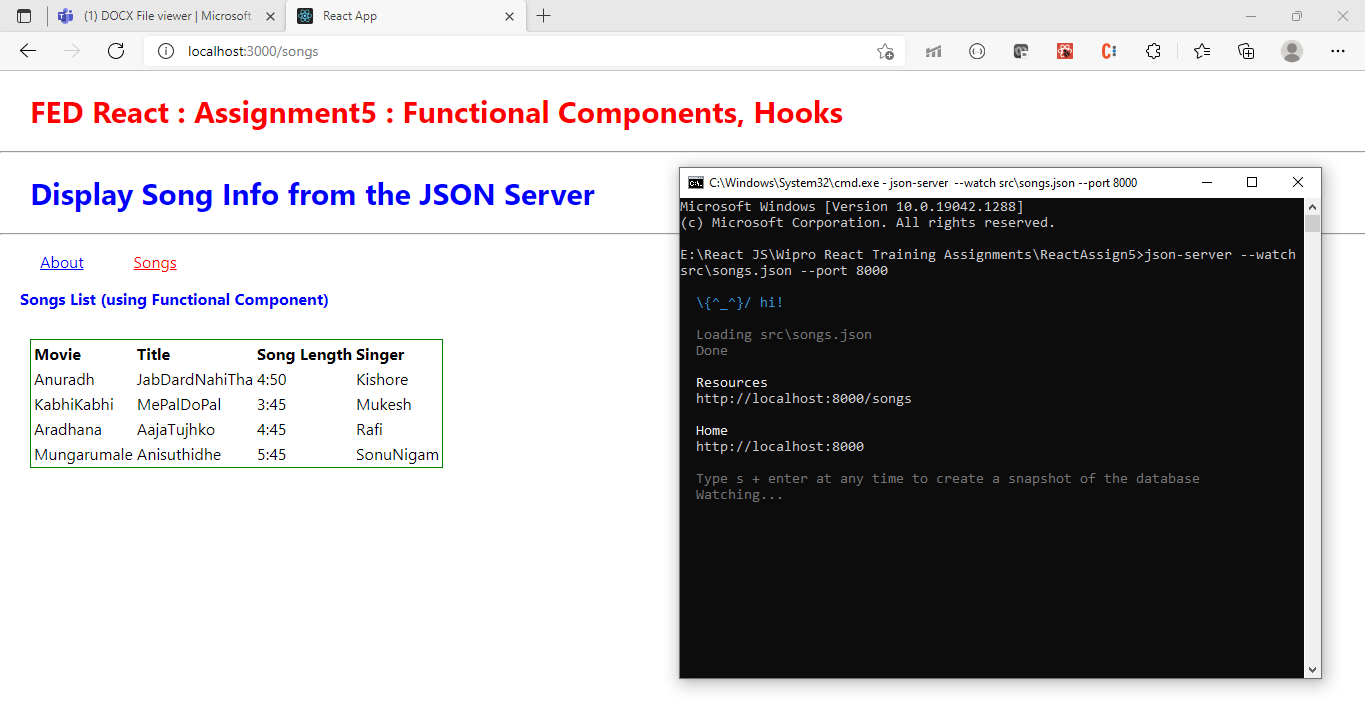 (1) DOCX File viewer | Microsoft
React App
localhost:3000/songs
FED React : Assignment5 : Functional Components, Hooks
Display Song Info from the JSON Server
About Songs
Songs List (using Functional Component)
Movie Title Song Length Singer
Anuradh JabDardNahiTha 4:50 Kishore
KabhiKabhi MePalDoPal 3:45 Mukesh
Aradhana AajaTujhko 4:45 Rafi
Mungarumale Anisuthidhe 5:45 SonuNigam
C:\Windows\System32\cmd.exe - json-server --watch src\songs.json --port 8000
Microsoft Windows [Version 10.0.19042.1288]
(c) Microsoft Corporation. All rights reserved.
E:\React JS\Wipro React Training Assignments\ReactAssign5>json-server --watch
src\songs.json --port 8000
\{^_^}/ hi!
Loading src\songs.json
Done
Resources
http://localhost:8000/songs
Home
http://localhost:8000
Type s + enter at any time to create a snapshot of the database
Watching...